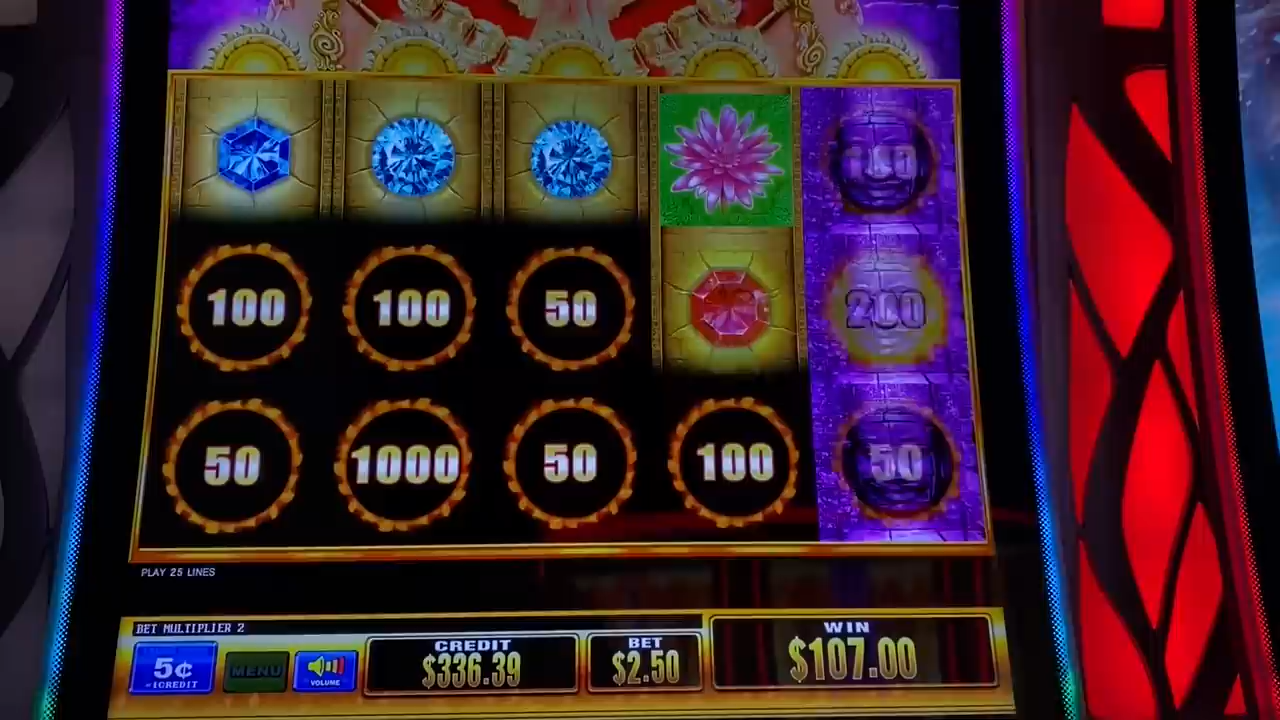 200
100 100 50
50 1000 50 100 50
PLAY 25 LINES
BET MULTIPLIER 2
5¢
=1CREDIT
MENU
VOLUME
CREDIT
$336.39
BET
$2.50
WIN
$107.00